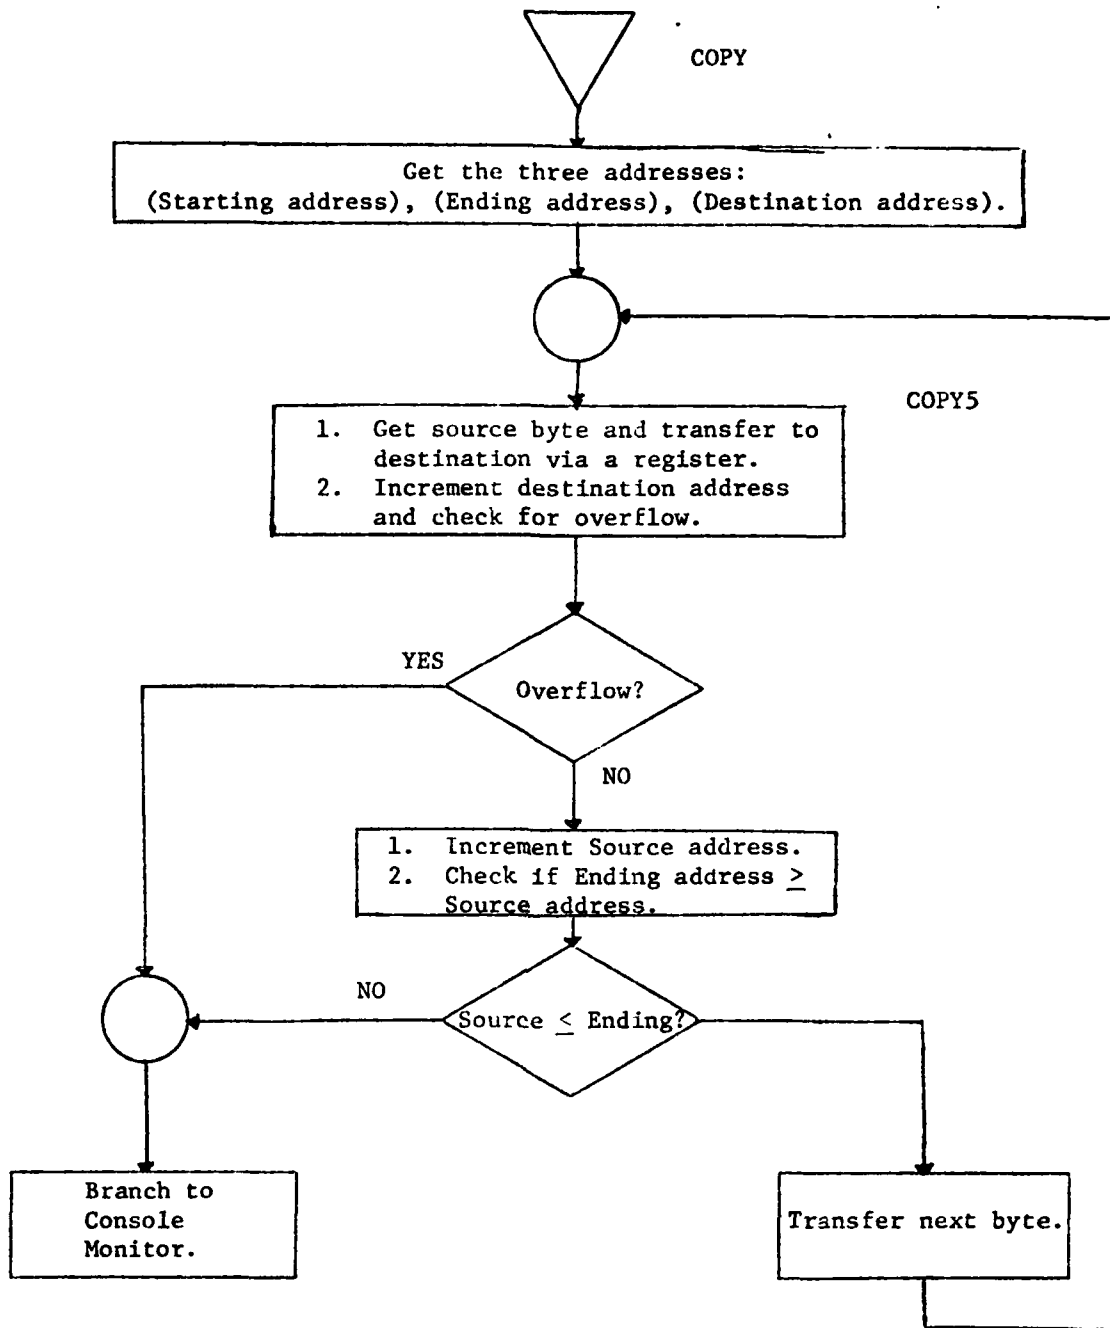 COPY
Get the three addresses:
(Starting address), (Ending address), (Destination address).
COPY5
1. Get source byte and transfer to
destination via a register.
2. Increment destination address
and check for overflow.
YES
Overflow?
NO
1. Increment Source address.
2. Check if Ending address ≥
Source address.
NO
Source ≤ Ending?
Branch to
Console
Monitor.
Transfer next byte.